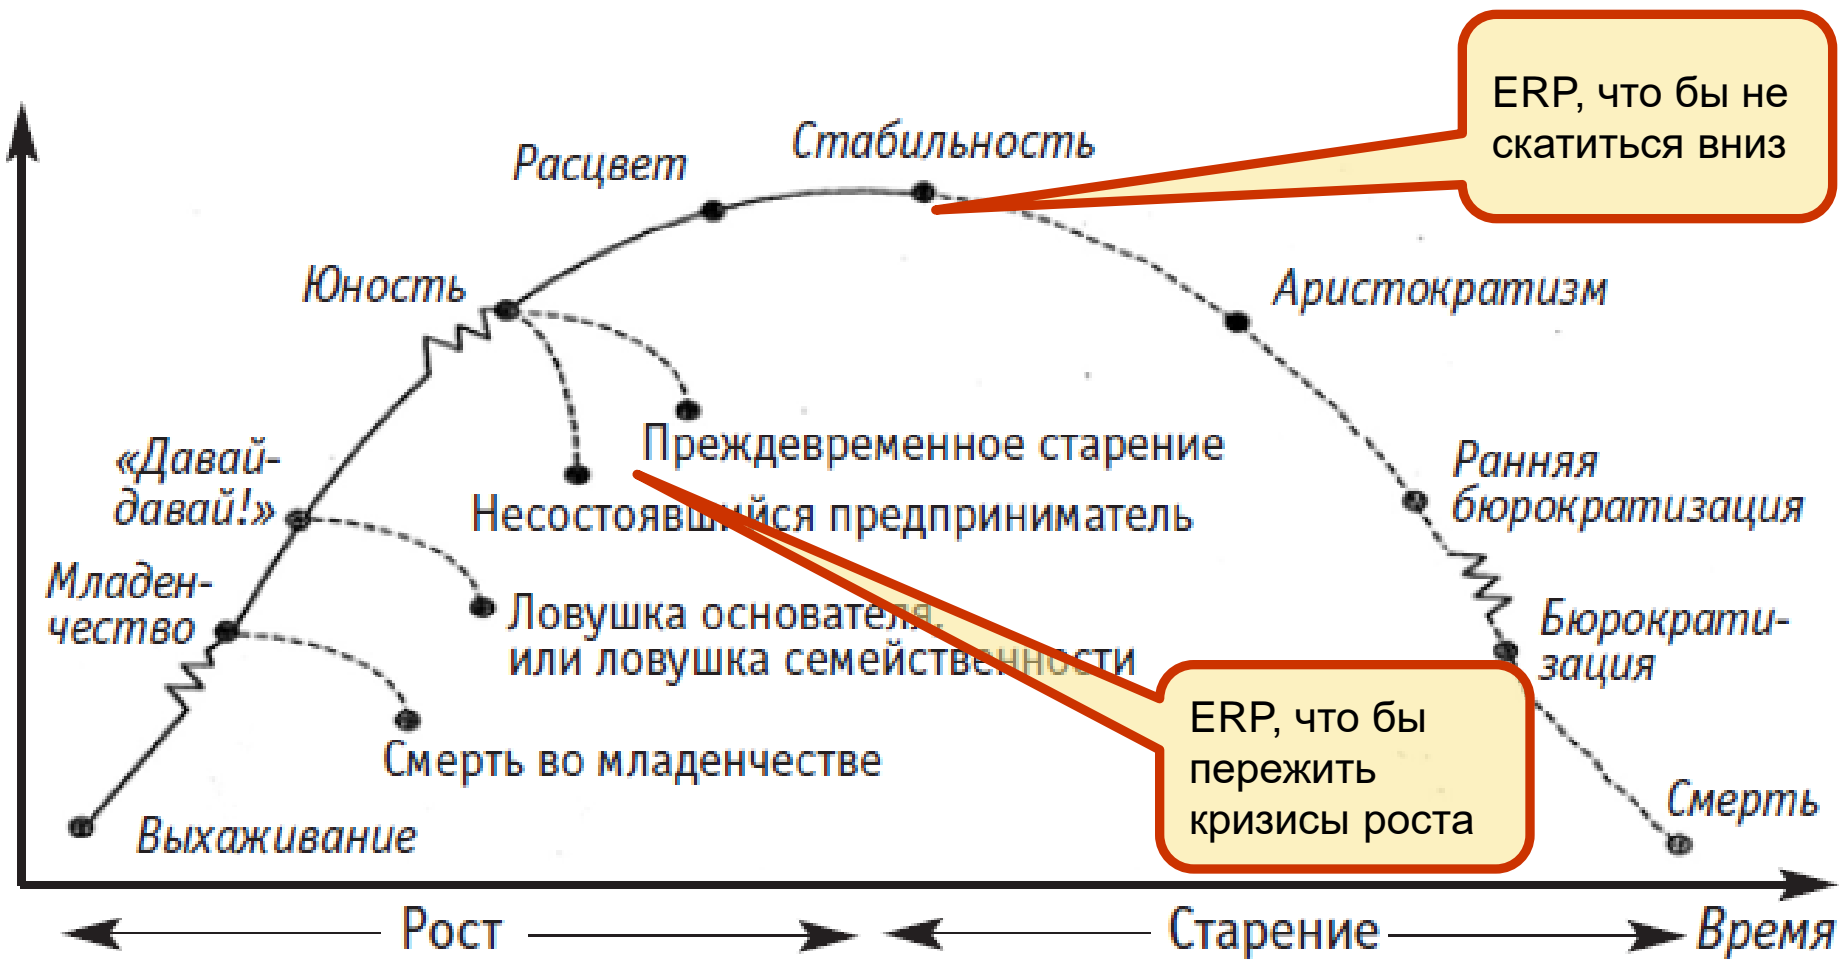 ERP, что бы не
скатиться вниз
Стабильность
Расцвет
Юность
Аристократизм
Преждевременное старение
«Давай-
давай!»
Ранняя
бюрократизация
Несостоявшийся предприниматель
Младен-
чество
Ловушка основателя,
или ловушка семейственности
Бюрократи-
зация
ERP, что бы
пережить
кризисы роста
Смерть во младенчестве
Смерть
Выхаживание
Рост
Старение
Время